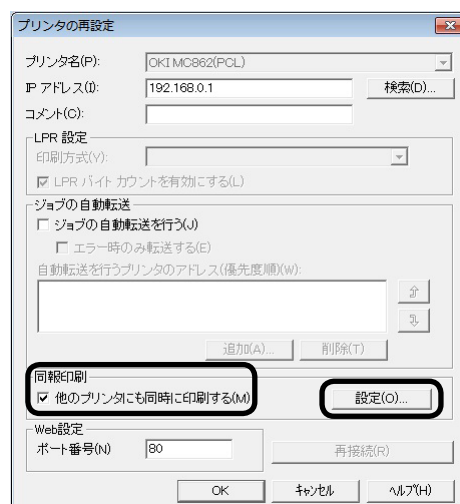 プリンタの再設定
プリンタ名(P): OKI MC862(PCL)
IP アドレス(I): 192.168.0.1 検索(D)...
コメント(C):
LPR 設定
印刷方式(Y):
LPR バイト カウントを有効にする(L)
ジョブの自動転送
ジョブの自動転送を行う(J)
エラー時のみ転送する(E)
自動転送を行うプリンタのアドレス(優先度順)(W):
追加(A)... 削除(T)
同報印刷
他のプリンタにも同時に印刷する(M) 設定(O)...
Web設定
ポート番号(N) 80 再接続(R)
OK キャンセル ヘルプ(H)